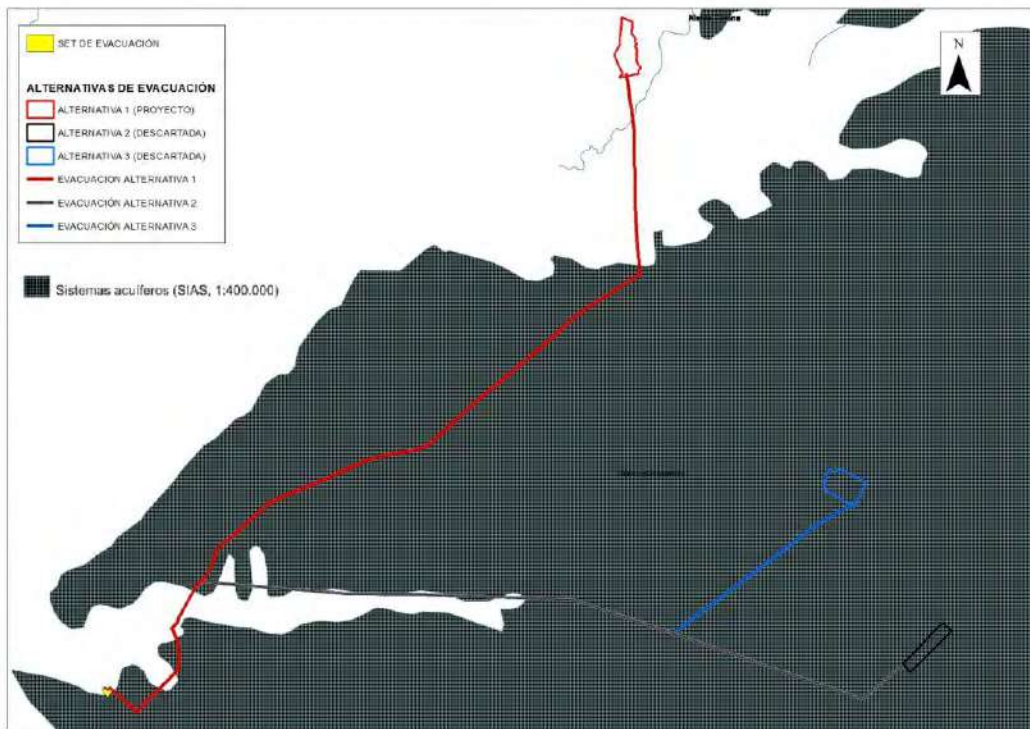 SET DE EVACUACIÓN
ALTERNATIVAS DE EVACUACIÓN
ALTERNATIVA 1 (PROYECTO)
ALTERNATIVA 2 (DESCARTADA)
ALTERNATIVA 3 (DESCARTADA)
EVACUACION ALTERNATIVA 1
EVACUACIÓN ALTERNATIVA 2
EVACUACIÓN ALTERNATIVA 3
Sistemas acuíferos (SIAS, 1:400.000)
N